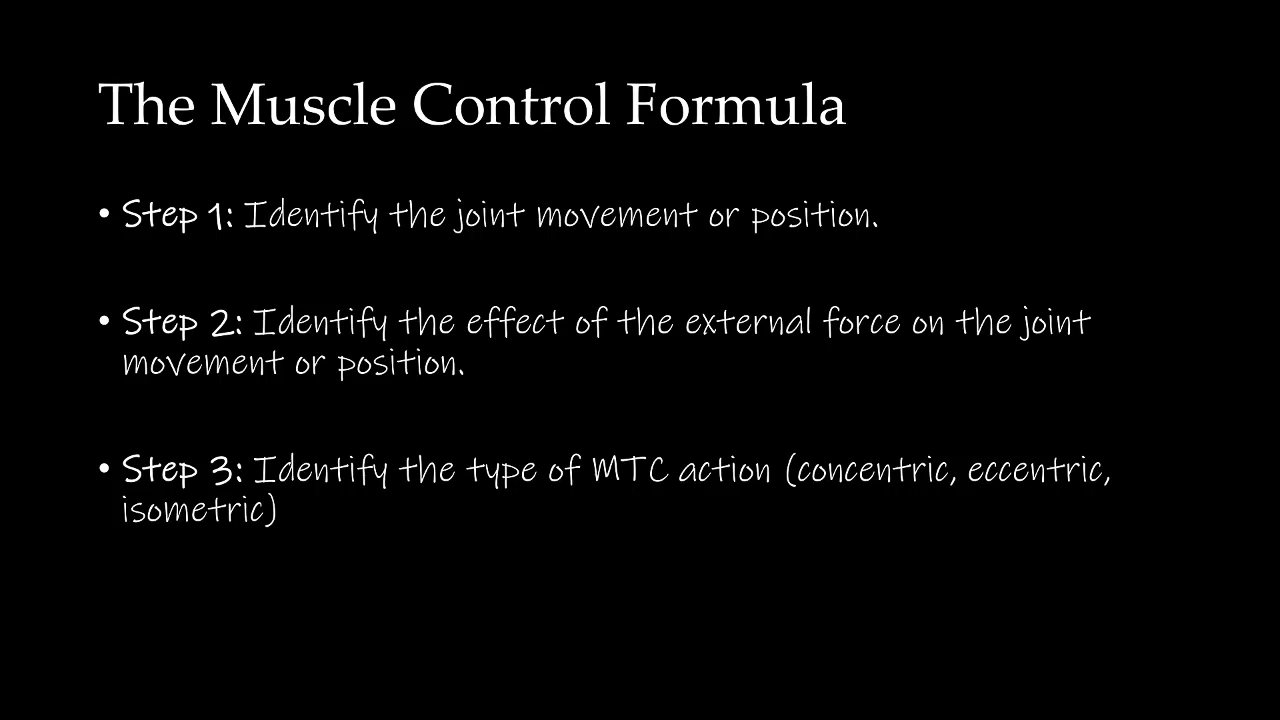 The Muscle Control Formula
• Step 1: Identify the joint movement or position.
• Step 2: Identify the effect of the external force on the joint
movement or position.
• Step 3: Identify the type of MTC action (concentric, eccentric,
isometric)